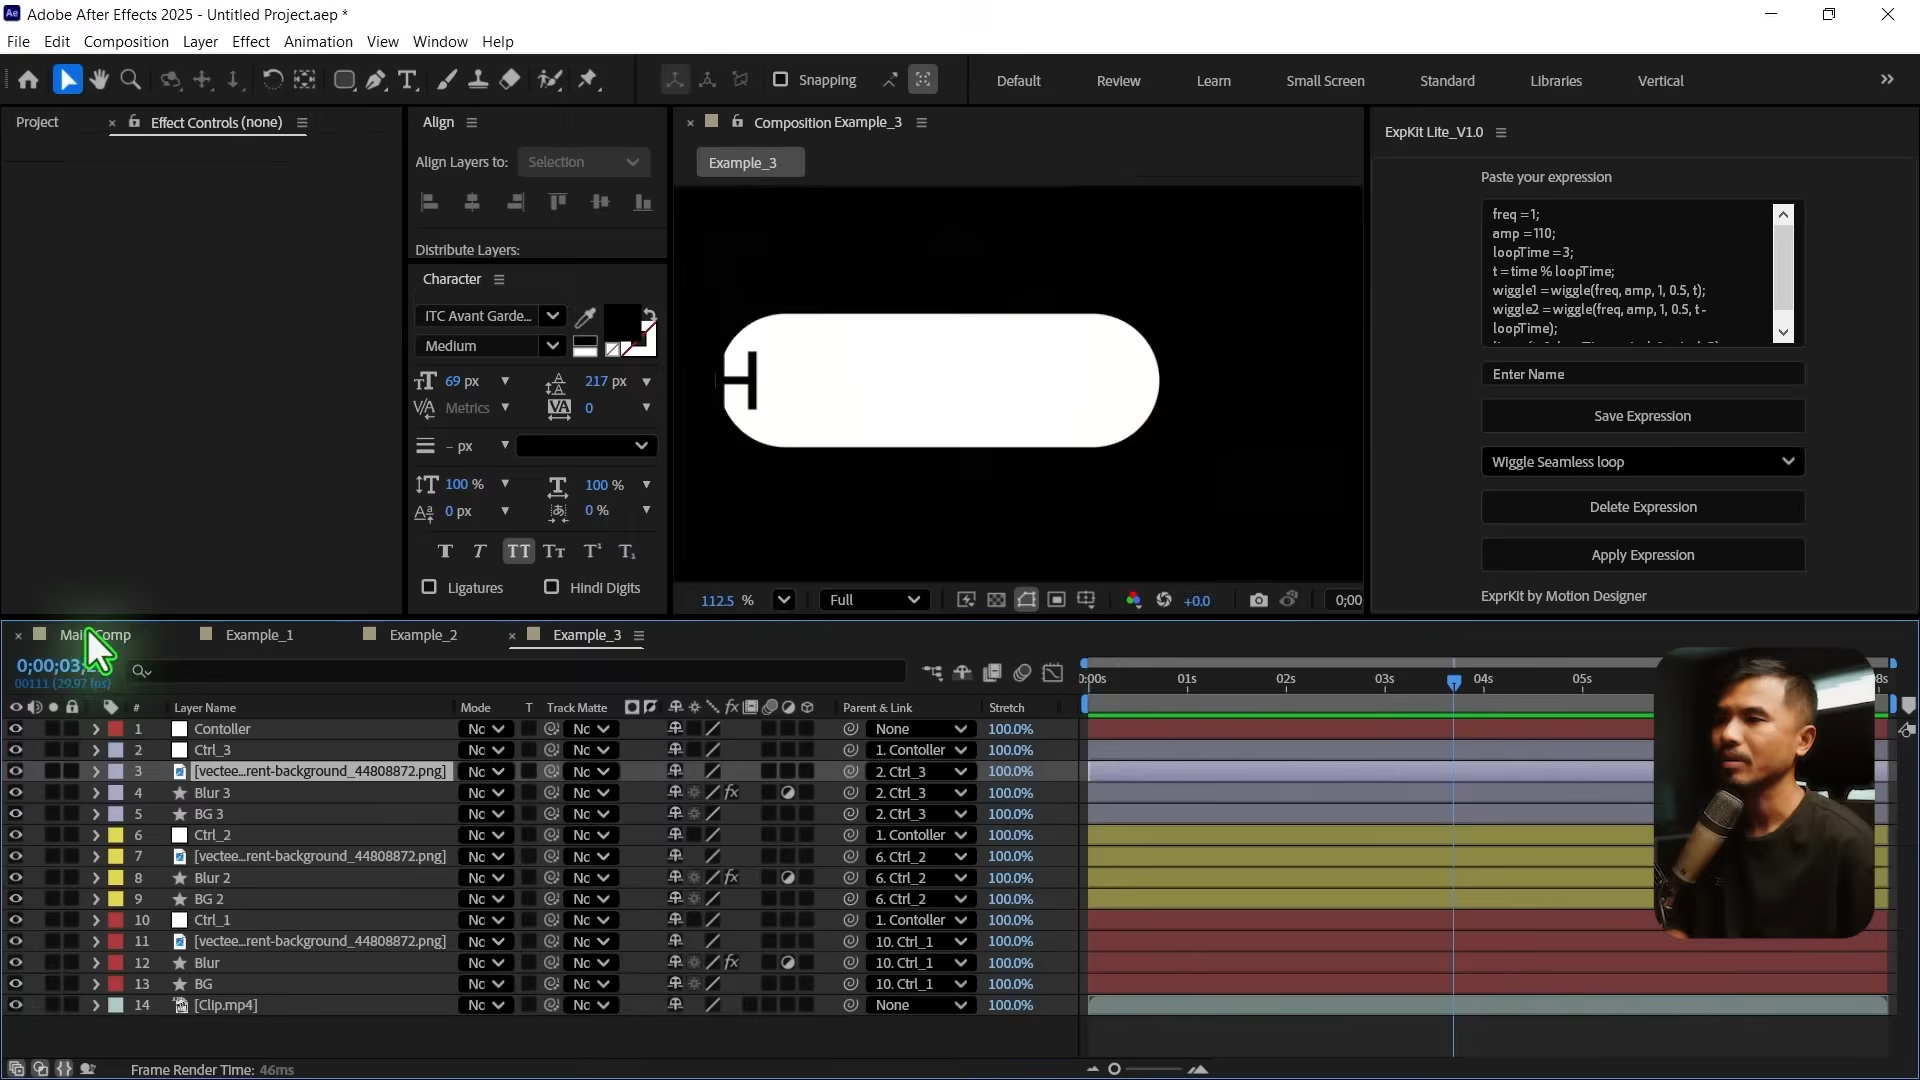 Ae Adobe After Effects 2025 - Untitled Project.aep *
File Edit Composition Layer Effect Animation View Window Help
Snapping
Default Review Learn Small Screen Standard Libraries Vertical
Project × Effect Controls (none)
Align
× Composition Example_3
ExpKit Lite_V1.0
Align Layers to: Selection
Example_3
Distribute Layers:
Paste your expression
freq =1;
amp =110;
loopTime =3;
t =time % loopTime;
wiggle1 =wiggle(freq, amp, 1, 0.5, t);
wiggle2 =wiggle(freq, amp, 1, 0.5, t -
loopTime);
Character
ITC Avant Garde...
Medium
69 px 217 px
Metrics 0
- px
100 % 100 %
0 px 0 %
Ligatures Hindi Digits
Enter Name
Save Expression
Wiggle Seamless loop
Delete Expression
Apply Expression
ExprKit by Motion Designer
112.5 % Full +0.0 0;00
× Example_1 Example_2 × Example_3
0;00;03;
00111 (29.97 fps)
0:00s 01s 02s 03s 04s 05s 8s
# Layer Name Mode T Track Matte Parent & Link Stretch
1 Contoller Nc Nc None 100.0%
2 Ctrl_3 Nc Nc 1. Contoller 100.0%
3 [vectee...rent-background_44808872.png] Nc Nc 2. Ctrl_3 100.0%
4 Blur 3 Nc Nc fx 2. Ctrl_3 100.0%
5 BG 3 Nc Nc 2. Ctrl_3 100.0%
6 Ctrl_2 Nc Nc 1. Contoller 100.0%
7 [vectee...rent-background_44808872.png] Nc Nc 6. Ctrl_2 100.0%
8 Blur 2 Nc Nc fx 6. Ctrl_2 100.0%
9 BG 2 Nc Nc 6. Ctrl_2 100.0%
10 Ctrl_1 Nc Nc 1. Contoller 100.0%
11 [vectee...rent-background_44808872.png] Nc Nc 10. Ctrl_1 100.0%
12 Blur Nc Nc fx 10. Ctrl_1 100.0%
13 BG Nc Nc 10. Ctrl_1 100.0%
14 [Clip.mp4] Nc Nc None 100.0%
Frame Render Time: 46ms